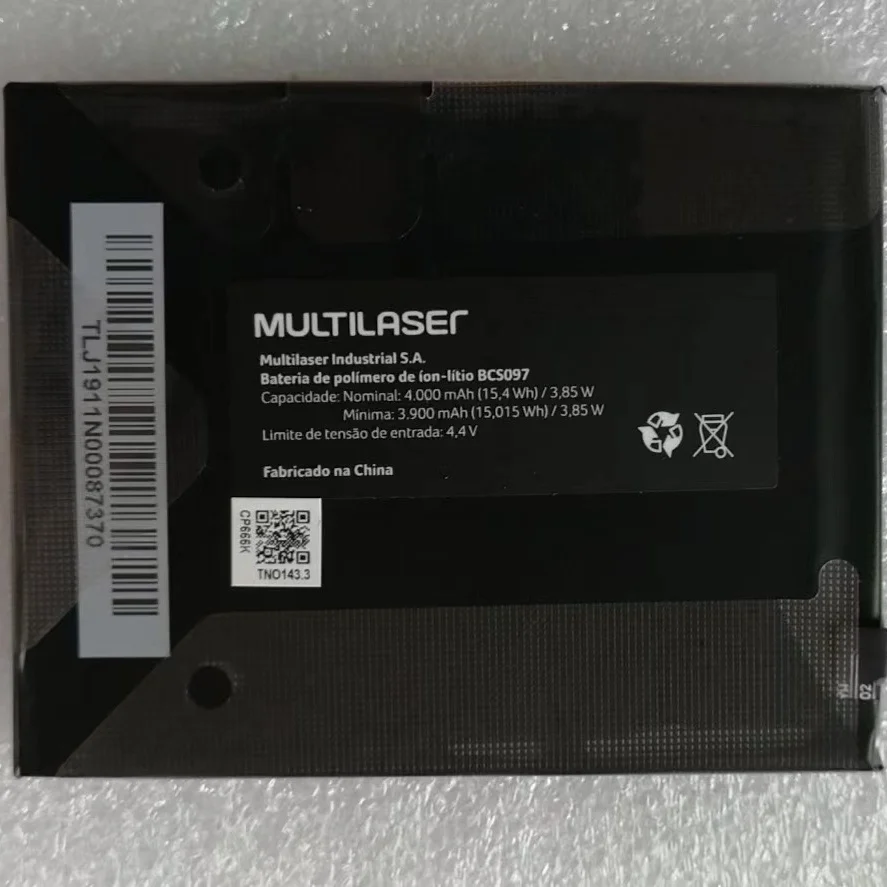 MULTILASER
Multilaser Industrial S.A.
Bateria de polímero de íon-lítio BCS097
Capacidade: Nominal: 4.000 mAh (15,4 Wh) / 3,85 W
Mínima: 3.900 mAh (15,015 Wh) / 3,85 W
Limite de tensão de entrada: 4,4 V
Fabricado na China
TLJ1911N00087370
CP666K
TNO143.3
02